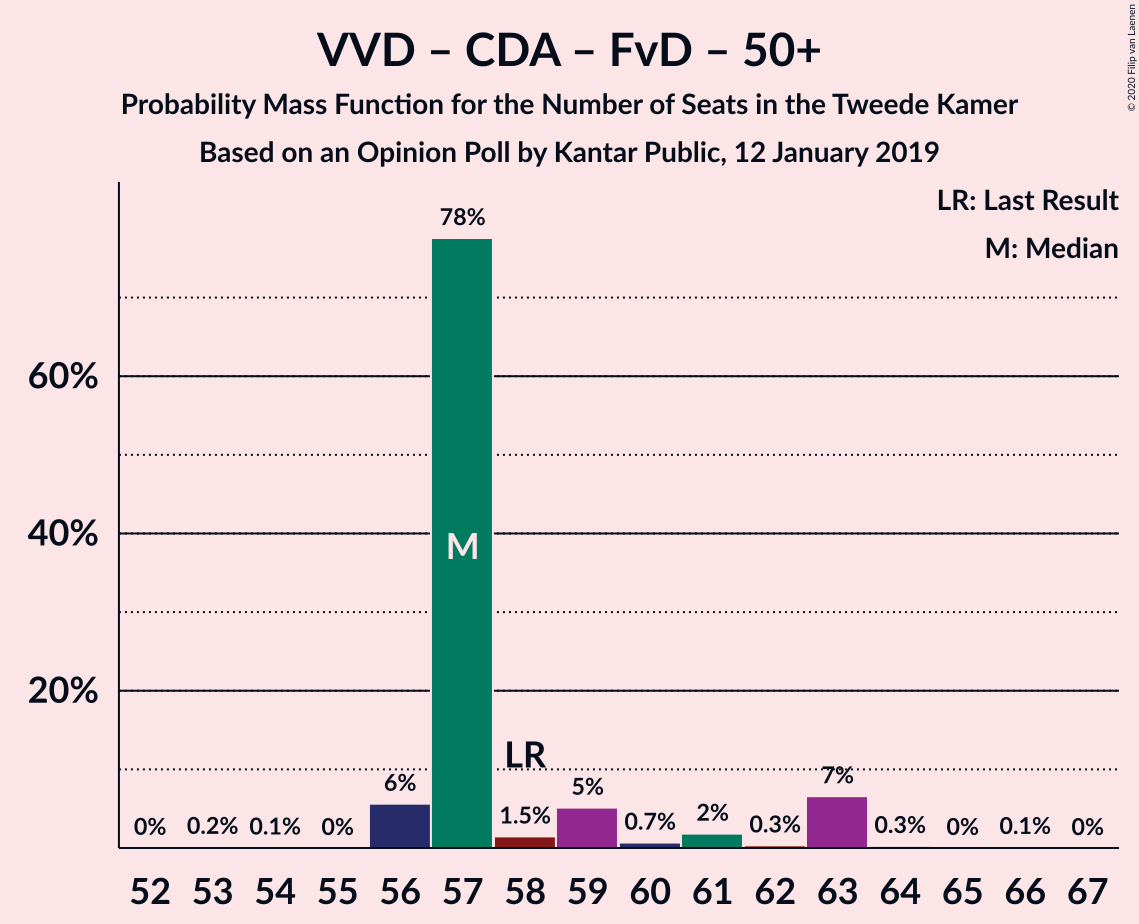 VVD – CDA – FvD – 50+
Probability Mass Function for the Number of Seats in the Tweede Kamer
Based on an Opinion Poll by Kantar Public, 12 January 2019
© 2020 Filip van Laenen
LR: Last Result
M: Median
60%
40%
20%
0%
0.2%
0.1%
0%
6%
78%
M
LR
1.5%
5%
0.7%
2%
0.3%
7%
0.3%
0%
0.1%
0%
52 53 54 55 56 57 58 59 60 61 62 63 64 65 66 67